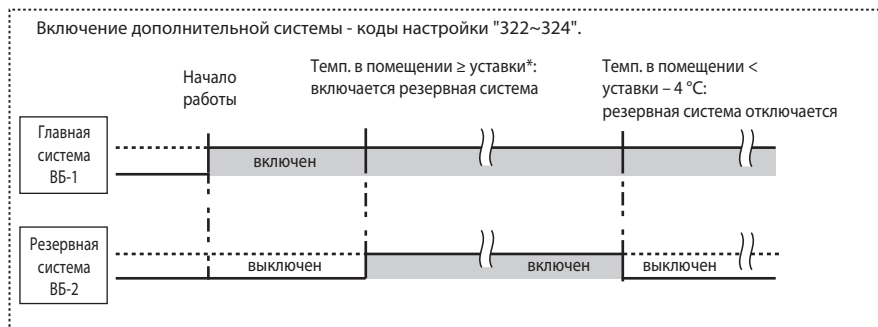 Включение дополнительной системы - коды настройки "322~324".
Начало
работы
Темп. в помещении ≥ уставки*:
включается резервная система
Темп. в помещении <
уставки – 4 °C:
резервная система отключается
Главная
система
ВБ-1
включен
Резервная
система
ВБ-2
выключен
включен
выключен